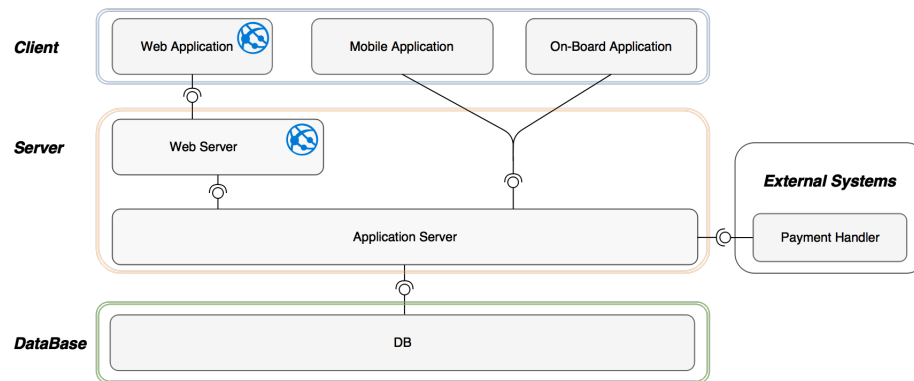 Client
Web Application
Mobile Application
On-Board Application
Server
Web Server
External Systems
Application Server
Payment Handler
DataBase
DB